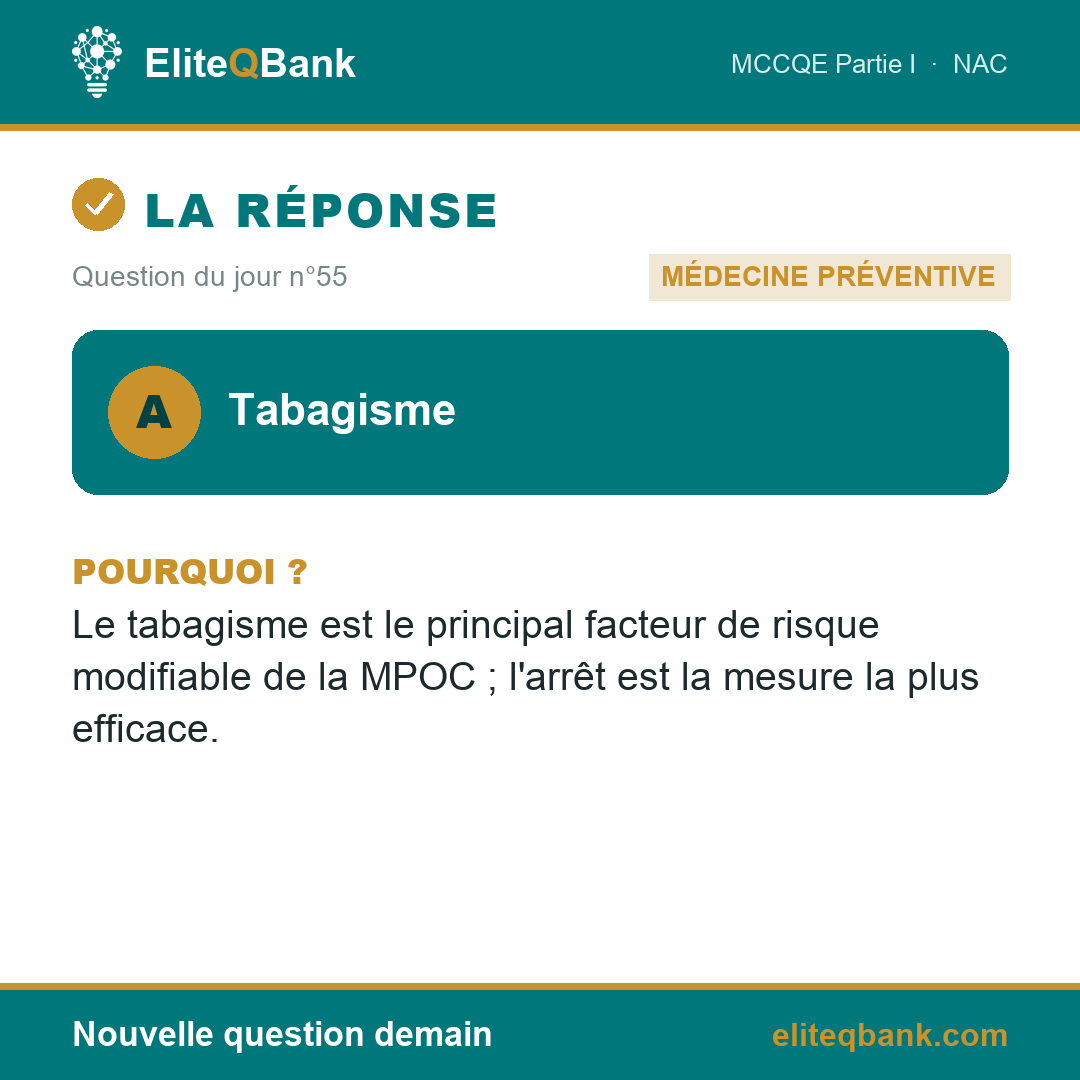 EliteQBank
MCCQE Partie I · NAC
LA RÉPONSE
Question du jour n°55
MÉDECINE PRÉVENTIVE
A Tabagisme
POURQUOI ?
Le tabagisme est le principal facteur de risque
modifiable de la MPOC ; l'arrêt est la mesure la plus
efficace.
Nouvelle question demain
eliteqbank.com